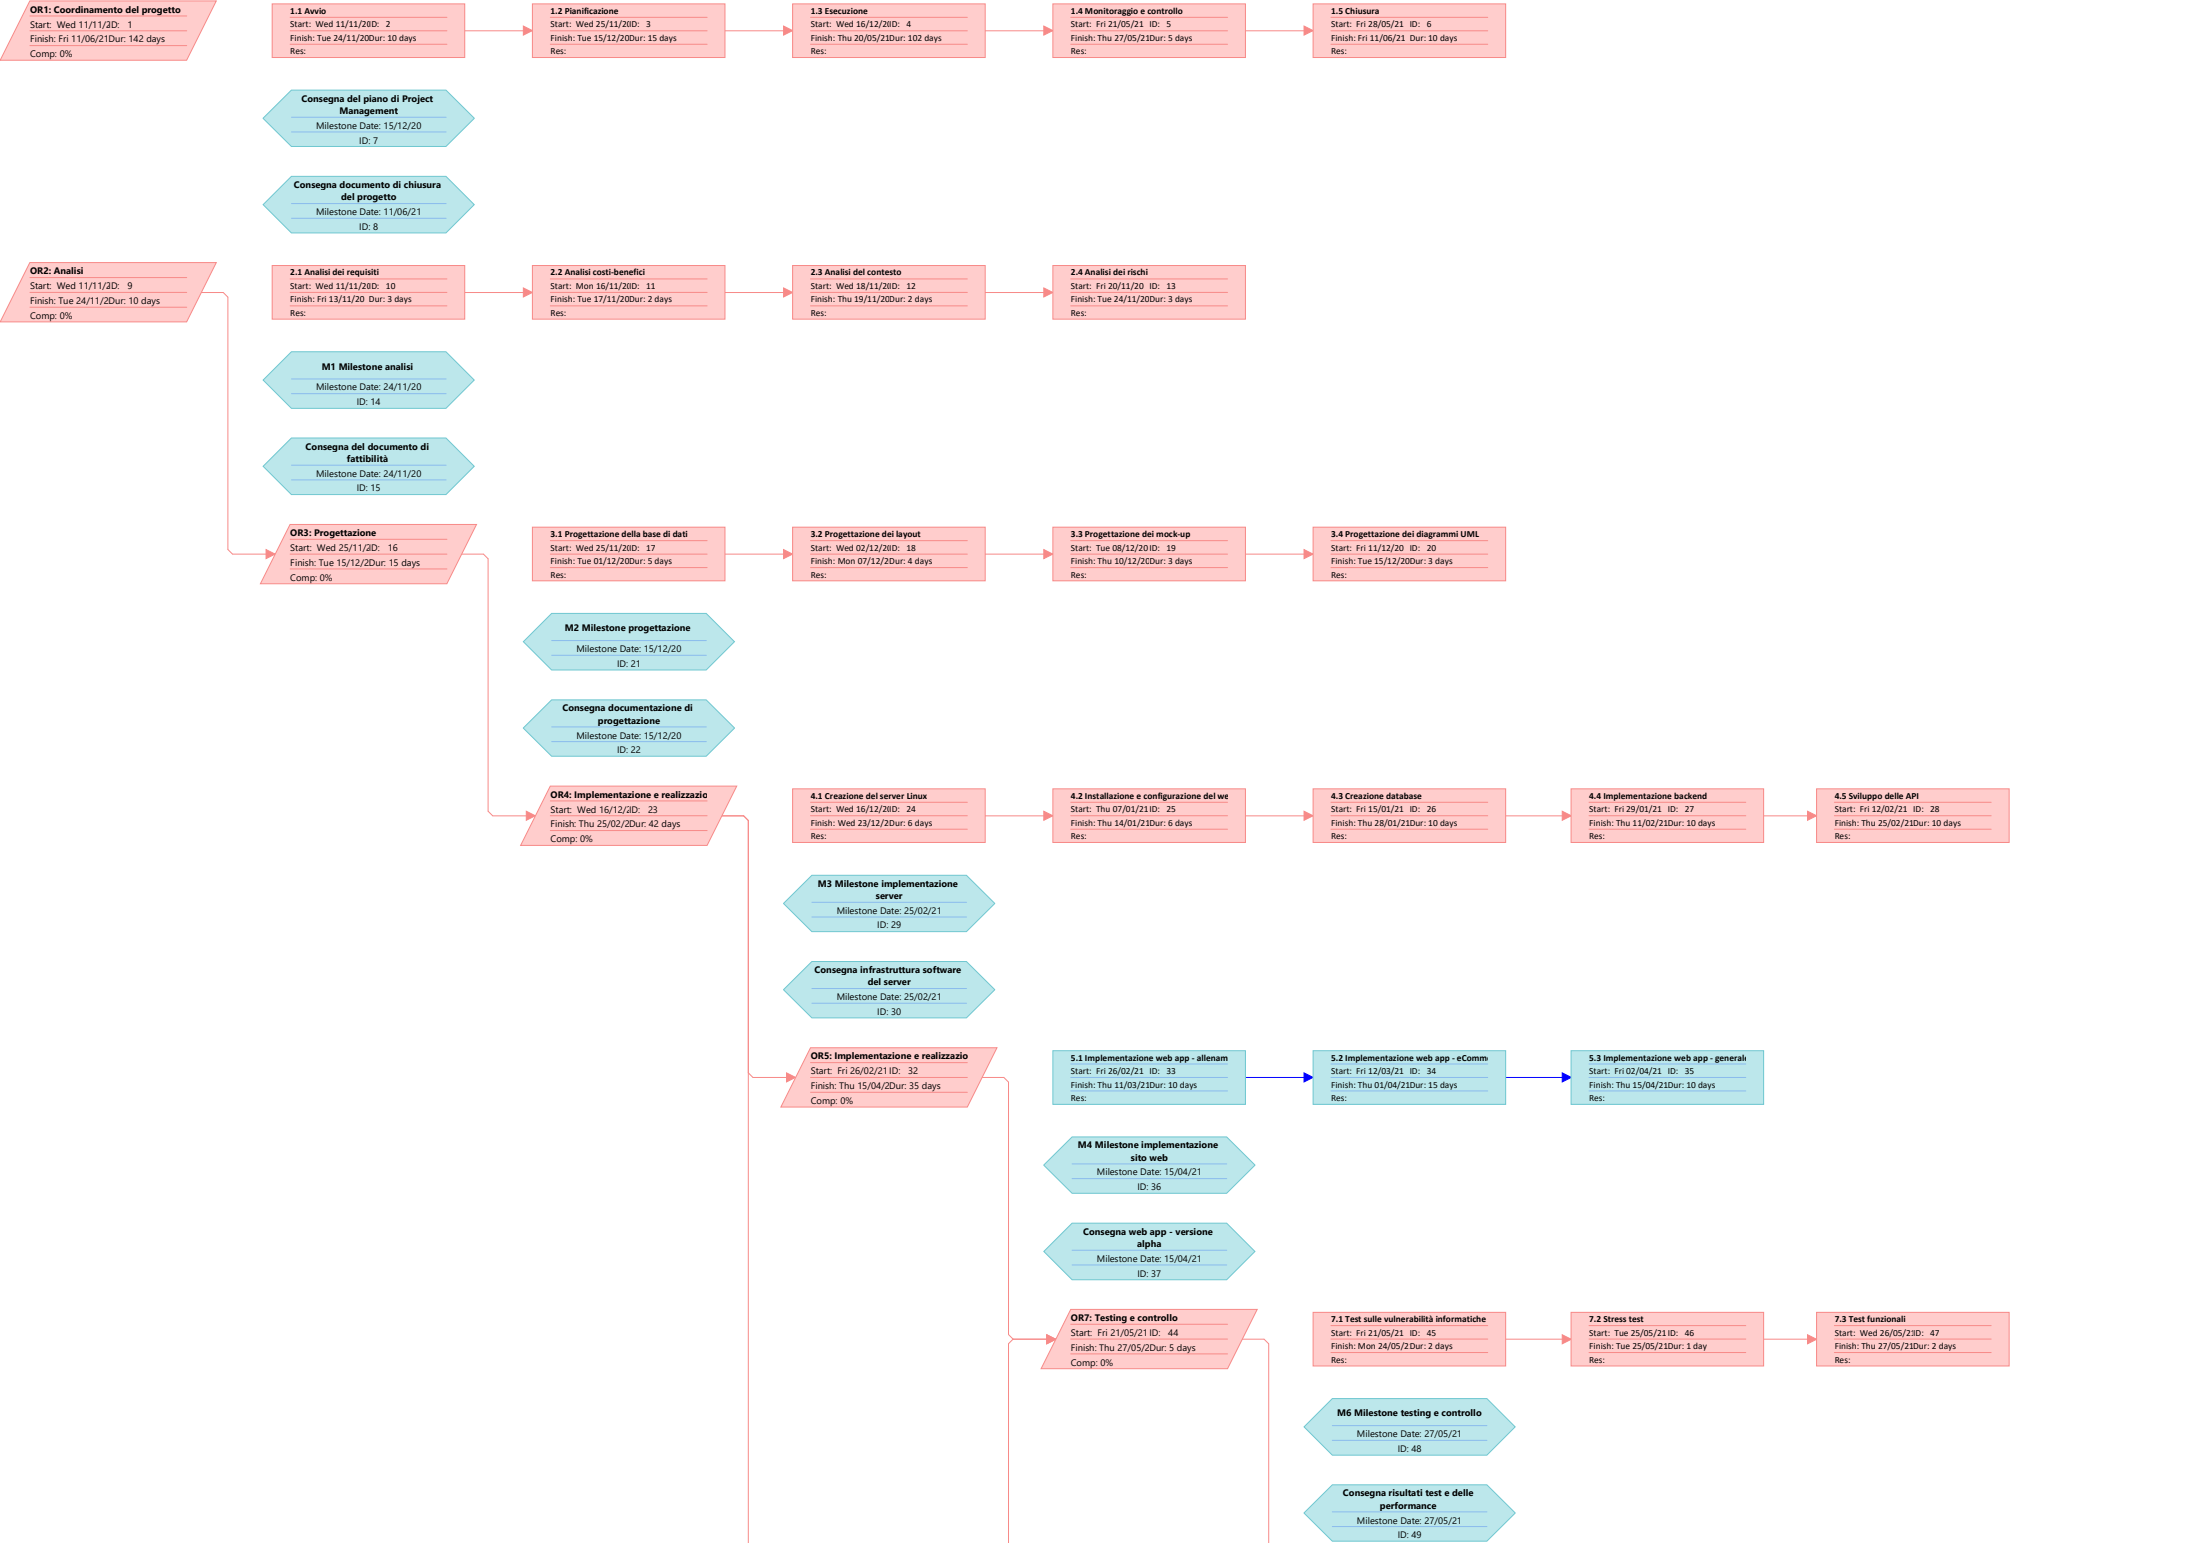 OR1: Coordinamento del progetto
Start: Wed 11/11/2 ID: 1
Finish: Fri 11/06/21 Dur: 142 days
Comp: 0%
1.1 Avvio
Start: Wed 11/11/20 ID: 2
Finish: Tue 24/11/20 Dur: 10 days
Res:
1.2 Pianificazione
Start: Wed 25/11/20 ID: 3
Finish: Tue 15/12/20 Dur: 15 days
Res:
1.3 Esecuzione
Start: Wed 16/12/20 ID: 4
Finish: Thu 20/05/21 Dur: 102 days
Res:
1.4 Monitoraggio e controllo
Start: Fri 21/05/21 ID: 5
Finish: Thu 27/05/21 Dur: 5 days
Res:
1.5 Chiusura
Start: Fri 28/05/21 ID: 6
Finish: Fri 11/06/21 Dur: 10 days
Res:
Consegna del piano di Project
Management
Milestone Date: 15/12/20
ID: 7
Consegna documento di chiusura
del progetto
Milestone Date: 11/06/21
ID: 8
OR2: Analisi
Start: Wed 11/11/2 ID: 9
Finish: Tue 24/11/2 Dur: 10 days
Comp: 0%
2.1 Analisi dei requisiti
Start: Wed 11/11/20 ID: 10
Finish: Fri 13/11/20 Dur: 3 days
Res:
2.2 Analisi costi-benefici
Start: Mon 16/11/20 ID: 11
Finish: Tue 17/11/20 Dur: 2 days
Res:
2.3 Analisi del contesto
Start: Wed 18/11/20 ID: 12
Finish: Thu 19/11/20 Dur: 2 days
Res:
2.4 Analisi dei rischi
Start: Fri 20/11/20 ID: 13
Finish: Tue 24/11/20 Dur: 3 days
Res:
M1 Milestone analisi
Milestone Date: 24/11/20
ID: 14
Consegna del documento di
fattibilità
Milestone Date: 24/11/20
ID: 15
OR3: Progettazione
Start: Wed 25/11/2 ID: 16
Finish: Tue 15/12/2 Dur: 15 days
Comp: 0%
3.1 Progettazione della base di dati
Start: Wed 25/11/20 ID: 17
Finish: Tue 01/12/20 Dur: 5 days
Res:
3.2 Progettazione dei layout
Start: Wed 02/12/20 ID: 18
Finish: Mon 07/12/2 Dur: 4 days
Res:
3.3 Progettazione dei mock-up
Start: Tue 08/12/20 ID: 19
Finish: Thu 10/12/20 Dur: 3 days
Res:
3.4 Progettazione dei diagrammi UML
Start: Fri 11/12/20 ID: 20
Finish: Tue 15/12/20 Dur: 3 days
Res:
M2 Milestone progettazione
Milestone Date: 15/12/20
ID: 21
Consegna documentazione di
progettazione
Milestone Date: 15/12/20
ID: 22
OR4: Implementazione e realizzazio
Start: Wed 16/12/2 ID: 23
Finish: Thu 25/02/2 Dur: 42 days
Comp: 0%
4.1 Creazione del server Linux
Start: Wed 16/12/20 ID: 24
Finish: Wed 23/12/2 Dur: 6 days
Res:
4.2 Installazione e configurazione del we
Start: Thu 07/01/21 ID: 25
Finish: Thu 14/01/21 Dur: 6 days
Res:
4.3 Creazione database
Start: Fri 15/01/21 ID: 26
Finish: Thu 28/01/21 Dur: 10 days
Res:
4.4 Implementazione backend
Start: Fri 29/01/21 ID: 27
Finish: Thu 11/02/21 Dur: 10 days
Res:
4.5 Sviluppo delle API
Start: Fri 12/02/21 ID: 28
Finish: Thu 25/02/21 Dur: 10 days
Res:
M3 Milestone implementazione
server
Milestone Date: 25/02/21
ID: 29
Consegna infrastruttura software
del server
Milestone Date: 25/02/21
ID: 30
OR5: Implementazione e realizzazio
Start: Fri 26/02/21 ID: 32
Finish: Thu 15/04/2 Dur: 35 days
Comp: 0%
5.1 Implementazione web app - allenam
Start: Fri 26/02/21 ID: 33
Finish: Thu 11/03/21 Dur: 10 days
Res:
5.2 Implementazione web app - eComm
Start: Fri 12/03/21 ID: 34
Finish: Thu 01/04/21 Dur: 15 days
Res:
5.3 Implementazione web app - general
Start: Fri 02/04/21 ID: 35
Finish: Thu 15/04/21 Dur: 10 days
Res:
M4 Milestone implementazione
sito web
Milestone Date: 15/04/21
ID: 36
Consegna web app - versione
alpha
Milestone Date: 15/04/21
ID: 37
OR7: Testing e controllo
Start: Fri 21/05/21 ID: 44
Finish: Thu 27/05/2 Dur: 5 days
Comp: 0%
7.1 Test sulle vulnerabilità informatiche
Start: Fri 21/05/21 ID: 45
Finish: Mon 24/05/2 Dur: 2 days
Res:
7.2 Stress test
Start: Tue 25/05/21 ID: 46
Finish: Tue 25/05/21 Dur: 1 day
Res:
7.3 Test funzionali
Start: Wed 26/05/21 ID: 47
Finish: Thu 27/05/21 Dur: 2 days
Res:
M6 Milestone testing e controllo
Milestone Date: 27/05/21
ID: 48
Consegna risultati test e delle
performance
Milestone Date: 27/05/21
ID: 49